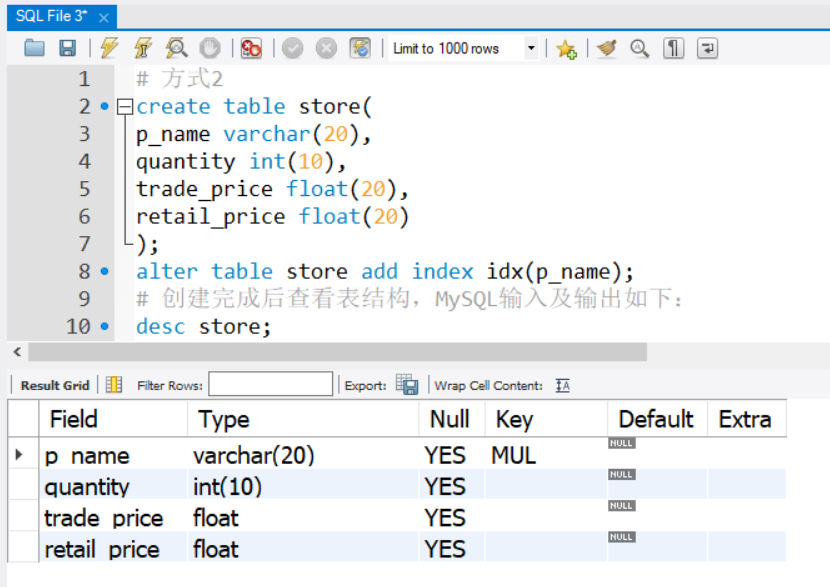 SQL File 3* ×
Limit to 1000 rows
1 # 方式2
2 create table store(
3 p_name varchar(20),
4 quantity int(10),
5 trade_price float(20),
6 retail_price float(20)
7 );
8 alter table store add index idx(p_name);
9 # 创建完成后查看表结构，MySQL输入及输出如下：
10 desc store;
Result Grid Filter Rows: Export: Wrap Cell Content: IA
Field Type Null Key Default Extra
p_name varchar(20) YES MUL NULL
quantity int(10) YES NULL
trade_price float YES NULL
retail_price float YES NULL